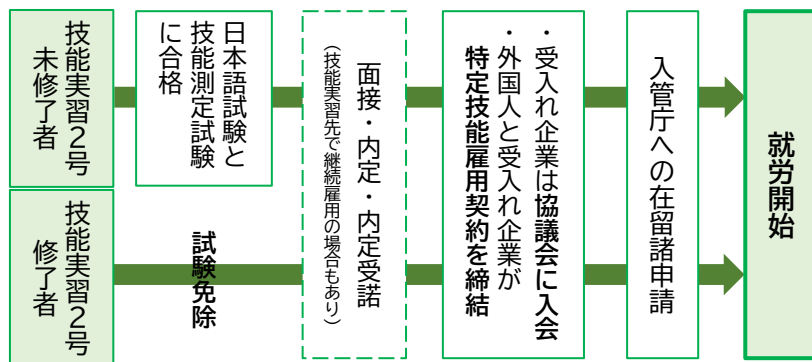 技能実習２号
未修了者
日本語試験と
技能測定試験
に合格
技能実習２号
修了者
試験免除
面接・内定・内定受諾
（技能実習先で継続雇用の場合もあり）
・受入れ企業は協議会に入会
・外国人と受入れ企業が
特定技能雇用契約を締結
入管庁への在留諸申請
就労開始